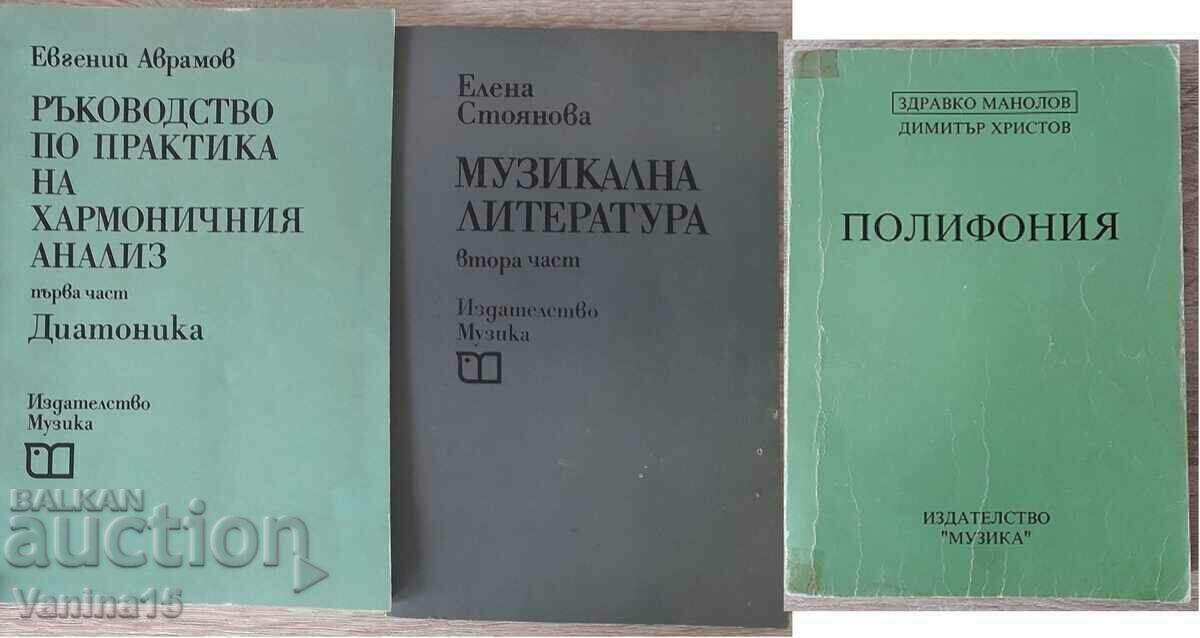 Евгений Аврамов
РЪКОВОДСТВО
ПО ПРАКТИКА
НА
ХАРМОНИЧНИЯ
АНАЛИЗ
първа част
Диатоника
Издателство
Музика
Елена
Стоянова
МУЗИКАЛНА
ЛИТЕРАТУРА
втора част
Издателство
Музика
ЗДРАВКО МАНОЛОВ
ДИМИТЪР ХРИСТОВ
ПОЛИФОНИЯ
ИЗДАТЕЛСТВО
"МУЗИКА"
BALKAN
auction
Vanina15